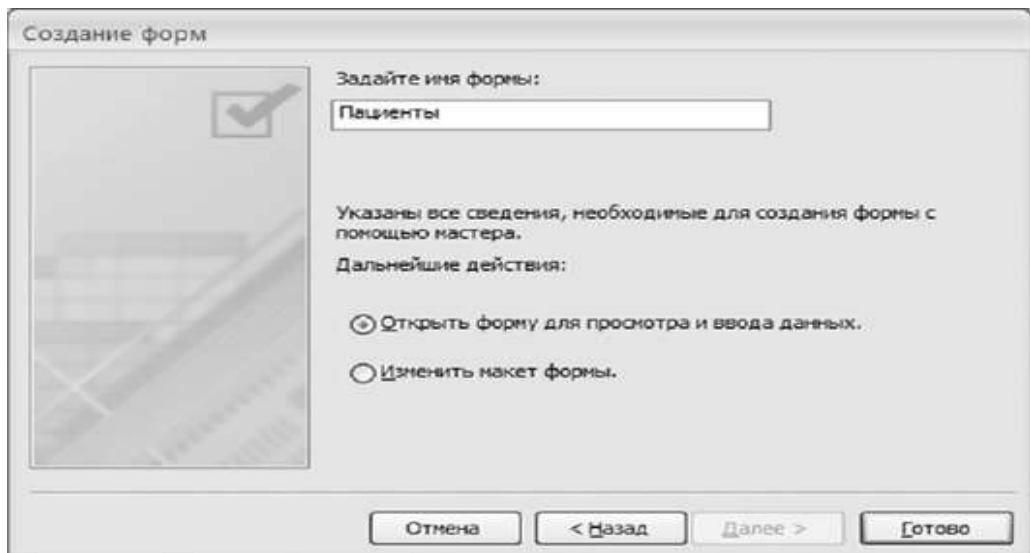 Создание форм
Задайте имя формы:
Пациенты
Указаны все сведения, необходимые для создания формы с
помощью мастера.
Дальнейшие действия:
Открыть форму для просмотра и ввода данных.
Изменить макет формы.
Отмена
< Назад
Далее >
Готово